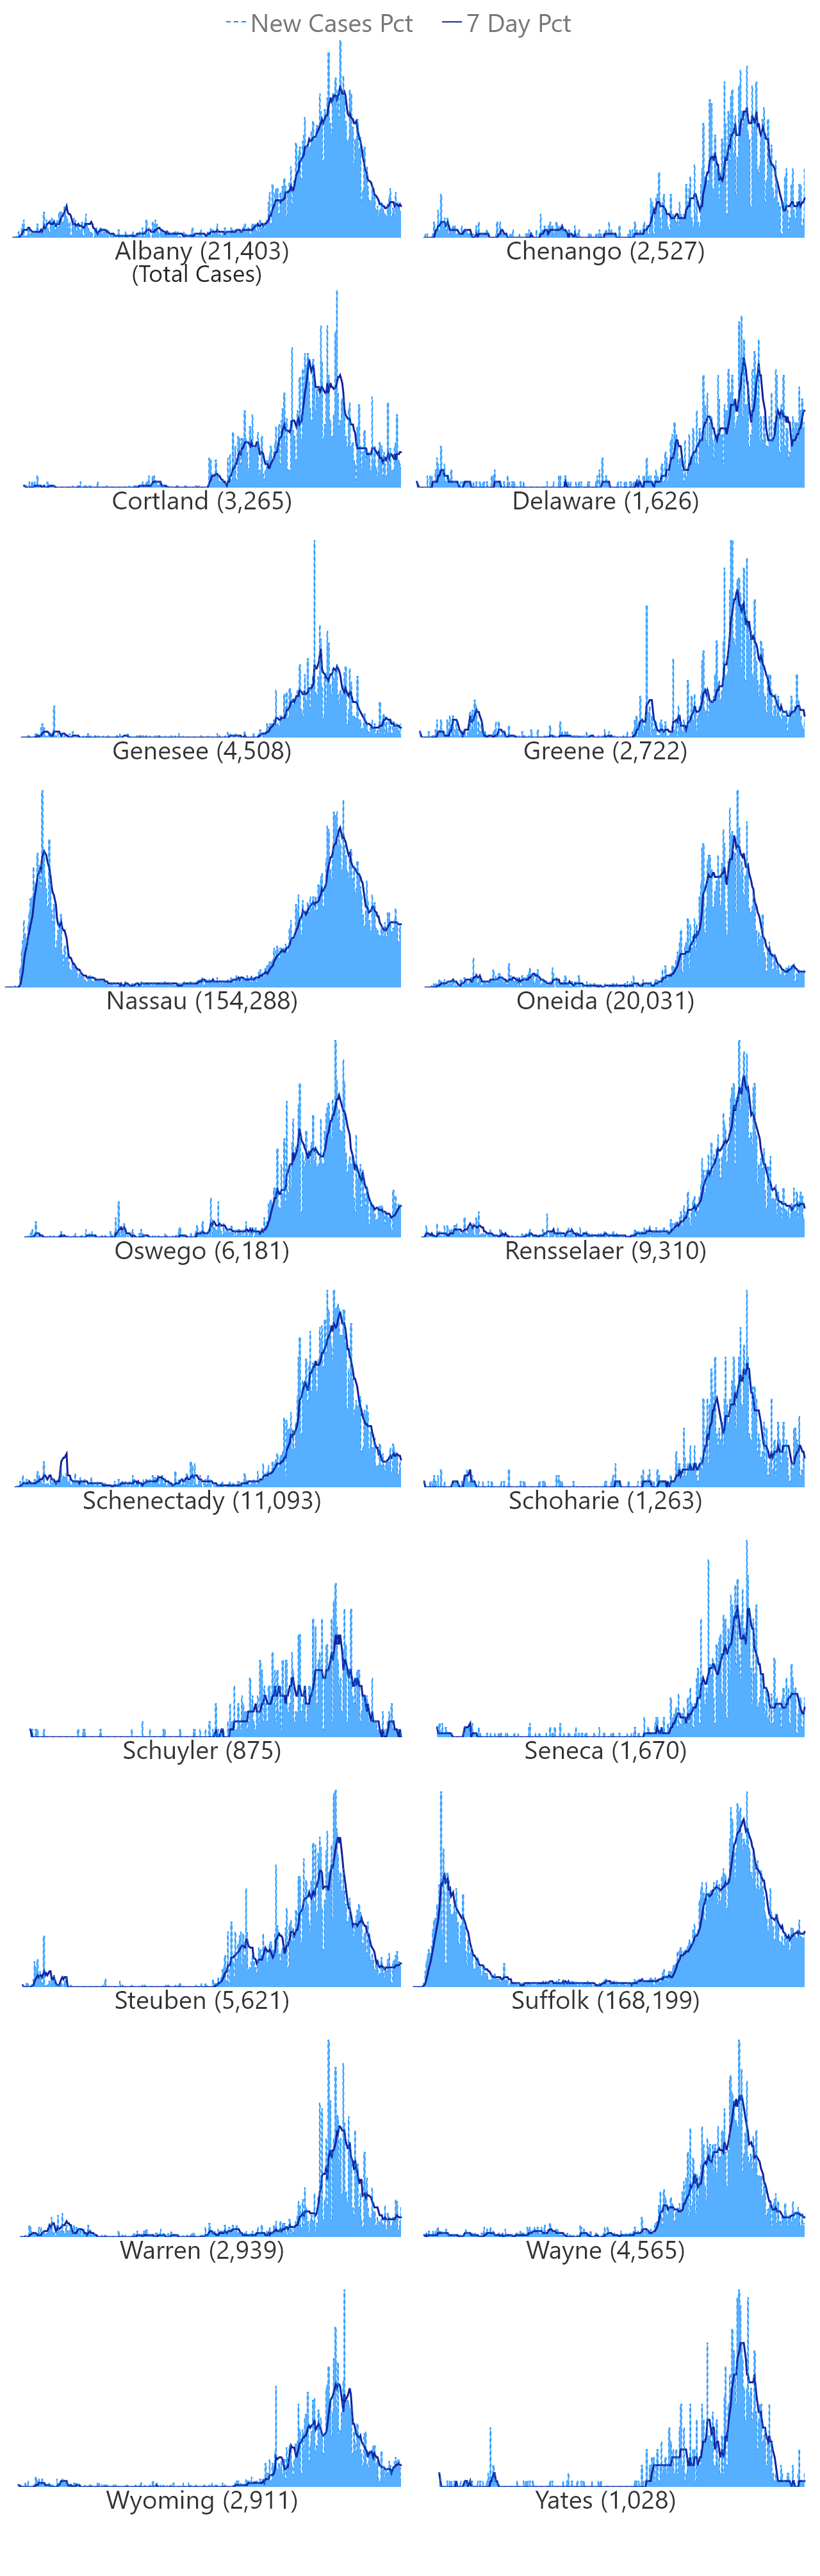 New Cases Pct 7 Day Pct
Albany (21,403) Chenango (2,527)
(Total Cases)
Cortland (3,265) Delaware (1,626)
Genesee (4,508) Greene (2,722)
Nassau (154,288) Oneida (20,031)
Oswego (6,181) Rensselaer (9,310)
Schenectady (11,093) Schoharie (1,263)
Schuyler (875) Seneca (1,670)
Steuben (5,621) Suffolk (168,199)
Warren (2,939) Wayne (4,565)
Wyoming (2,911) Yates (1,028)